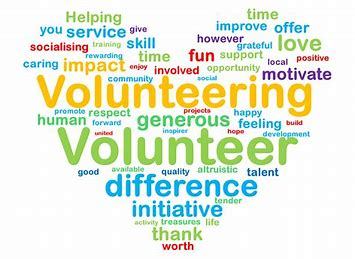 Helping time
you service give improve offer
socialising training skill however grateful love
caring rewarding enjoy time fun support local positive
impact involved opportunity motivate
community social
Volunteering
promote respect projects happy build
human forward generous feeling
Volunteer
united inspirer hope development
good available quality altruistic talent
difference
tender
initiative
activity treasures life
thank
worth